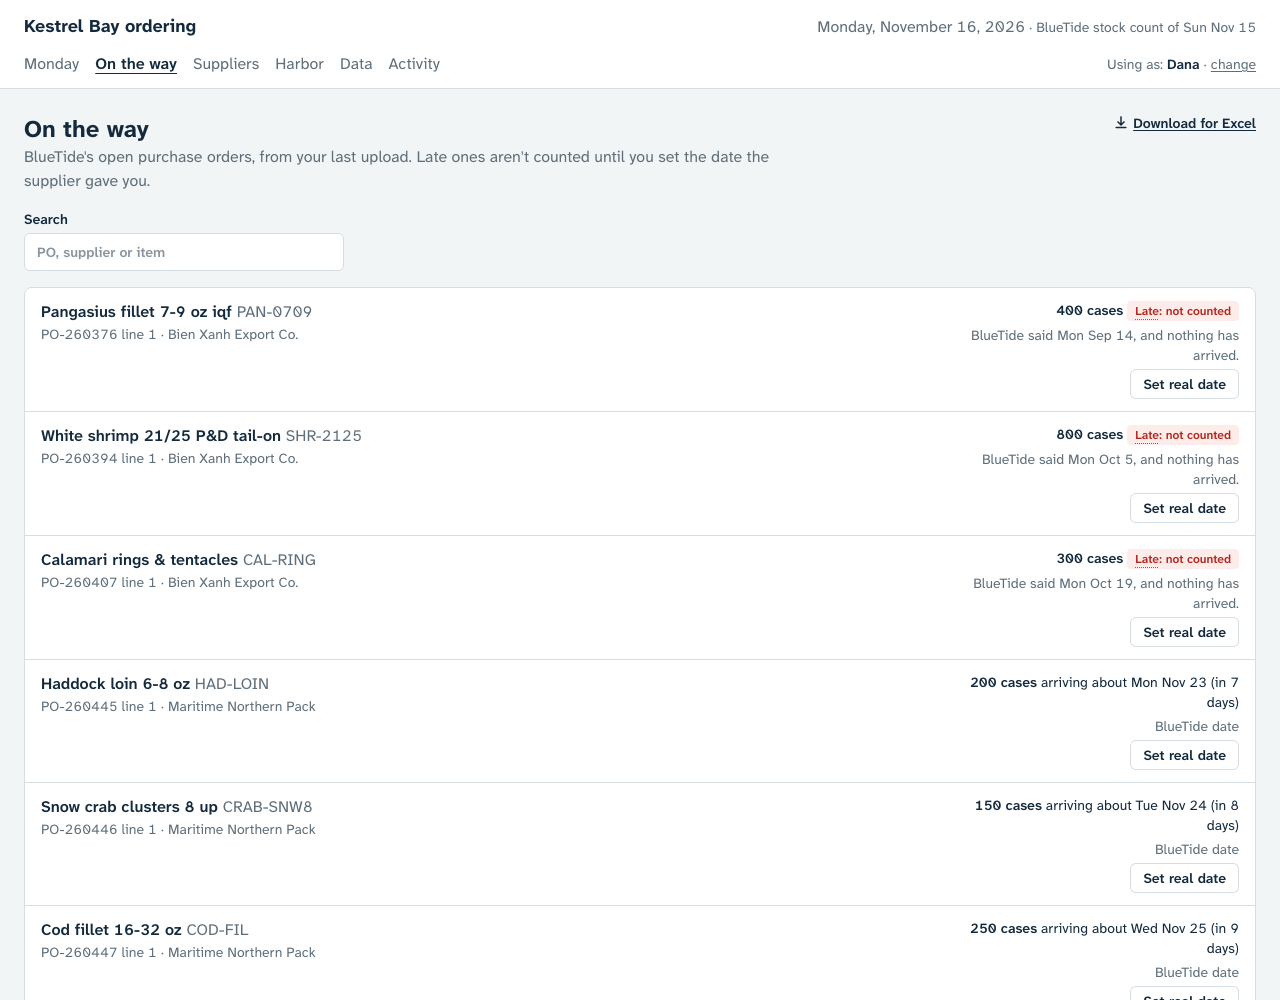 Kestrel Bay ordering
Monday, November 16, 2026 · BlueTide stock count of Sun Nov 15
Monday On the way Suppliers Harbor Data Activity
Using as: Dana · change
On the way
Download for Excel
BlueTide's open purchase orders, from your last upload. Late ones aren't counted until you set the date the
supplier gave you.
Search
PO, supplier or item
Pangasius fillet 7-9 oz iqf PAN-0709
400 cases Late: not counted
PO-260376 line 1 · Bien Xanh Export Co.
BlueTide said Mon Sep 14, and nothing has
arrived.
Set real date
White shrimp 21/25 P&D tail-on SHR-2125
800 cases Late: not counted
PO-260394 line 1 · Bien Xanh Export Co.
BlueTide said Mon Oct 5, and nothing has
arrived.
Set real date
Calamari rings & tentacles CAL-RING
300 cases Late: not counted
PO-260407 line 1 · Bien Xanh Export Co.
BlueTide said Mon Oct 19, and nothing has
arrived.
Set real date
Haddock loin 6-8 oz HAD-LOIN
200 cases arriving about Mon Nov 23 (in 7
days)
PO-260445 line 1 · Maritime Northern Pack
BlueTide date
Set real date
Snow crab clusters 8 up CRAB-SNW8
150 cases arriving about Tue Nov 24 (in 8
days)
PO-260446 line 1 · Maritime Northern Pack
BlueTide date
Set real date
Cod fillet 16-32 oz COD-FIL
250 cases arriving about Wed Nov 25 (in 9
days)
PO-260447 line 1 · Maritime Northern Pack
BlueTide date
Set real date